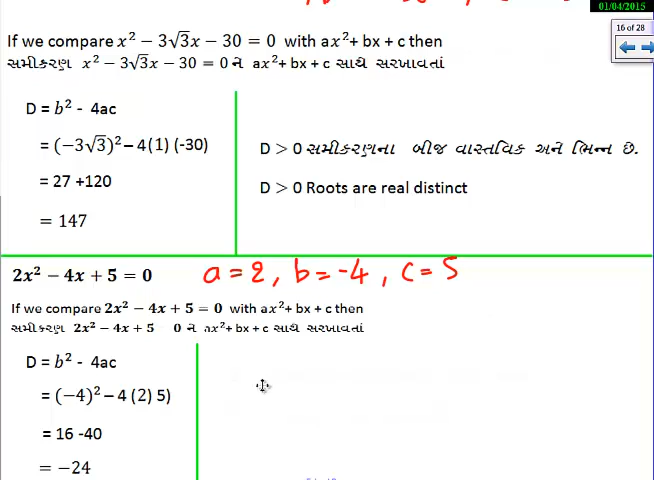 01/04/2015
16 of 28
If we compare x² − 3√3x − 30 = 0 with ax²+ bx + c then
સમીકરણ x² − 3√3x − 30 = 0 ને ax²+ bx + c સાથે સરખાવતાં
D = b² - 4ac
= (−3√3)² − 4(1) (-30)
= 27 +120
= 147
D > 0 સમીકરણના બીજ વાસ્તવિક અને ભિન્ન છે.
D > 0 Roots are real distinct
2x² − 4x + 5 = 0 a = 2 , b = -4 , c = 5
If we compare 2x² − 4x + 5 = 0 with ax²+ bx + c then
સમીકરણ 2x² − 4x + 5 0 ને ax²+ bx + c સાથે સરખાવતાં
D = b² - 4ac
= (−4)² − 4 (2) 5)
= 16 -40
= −24